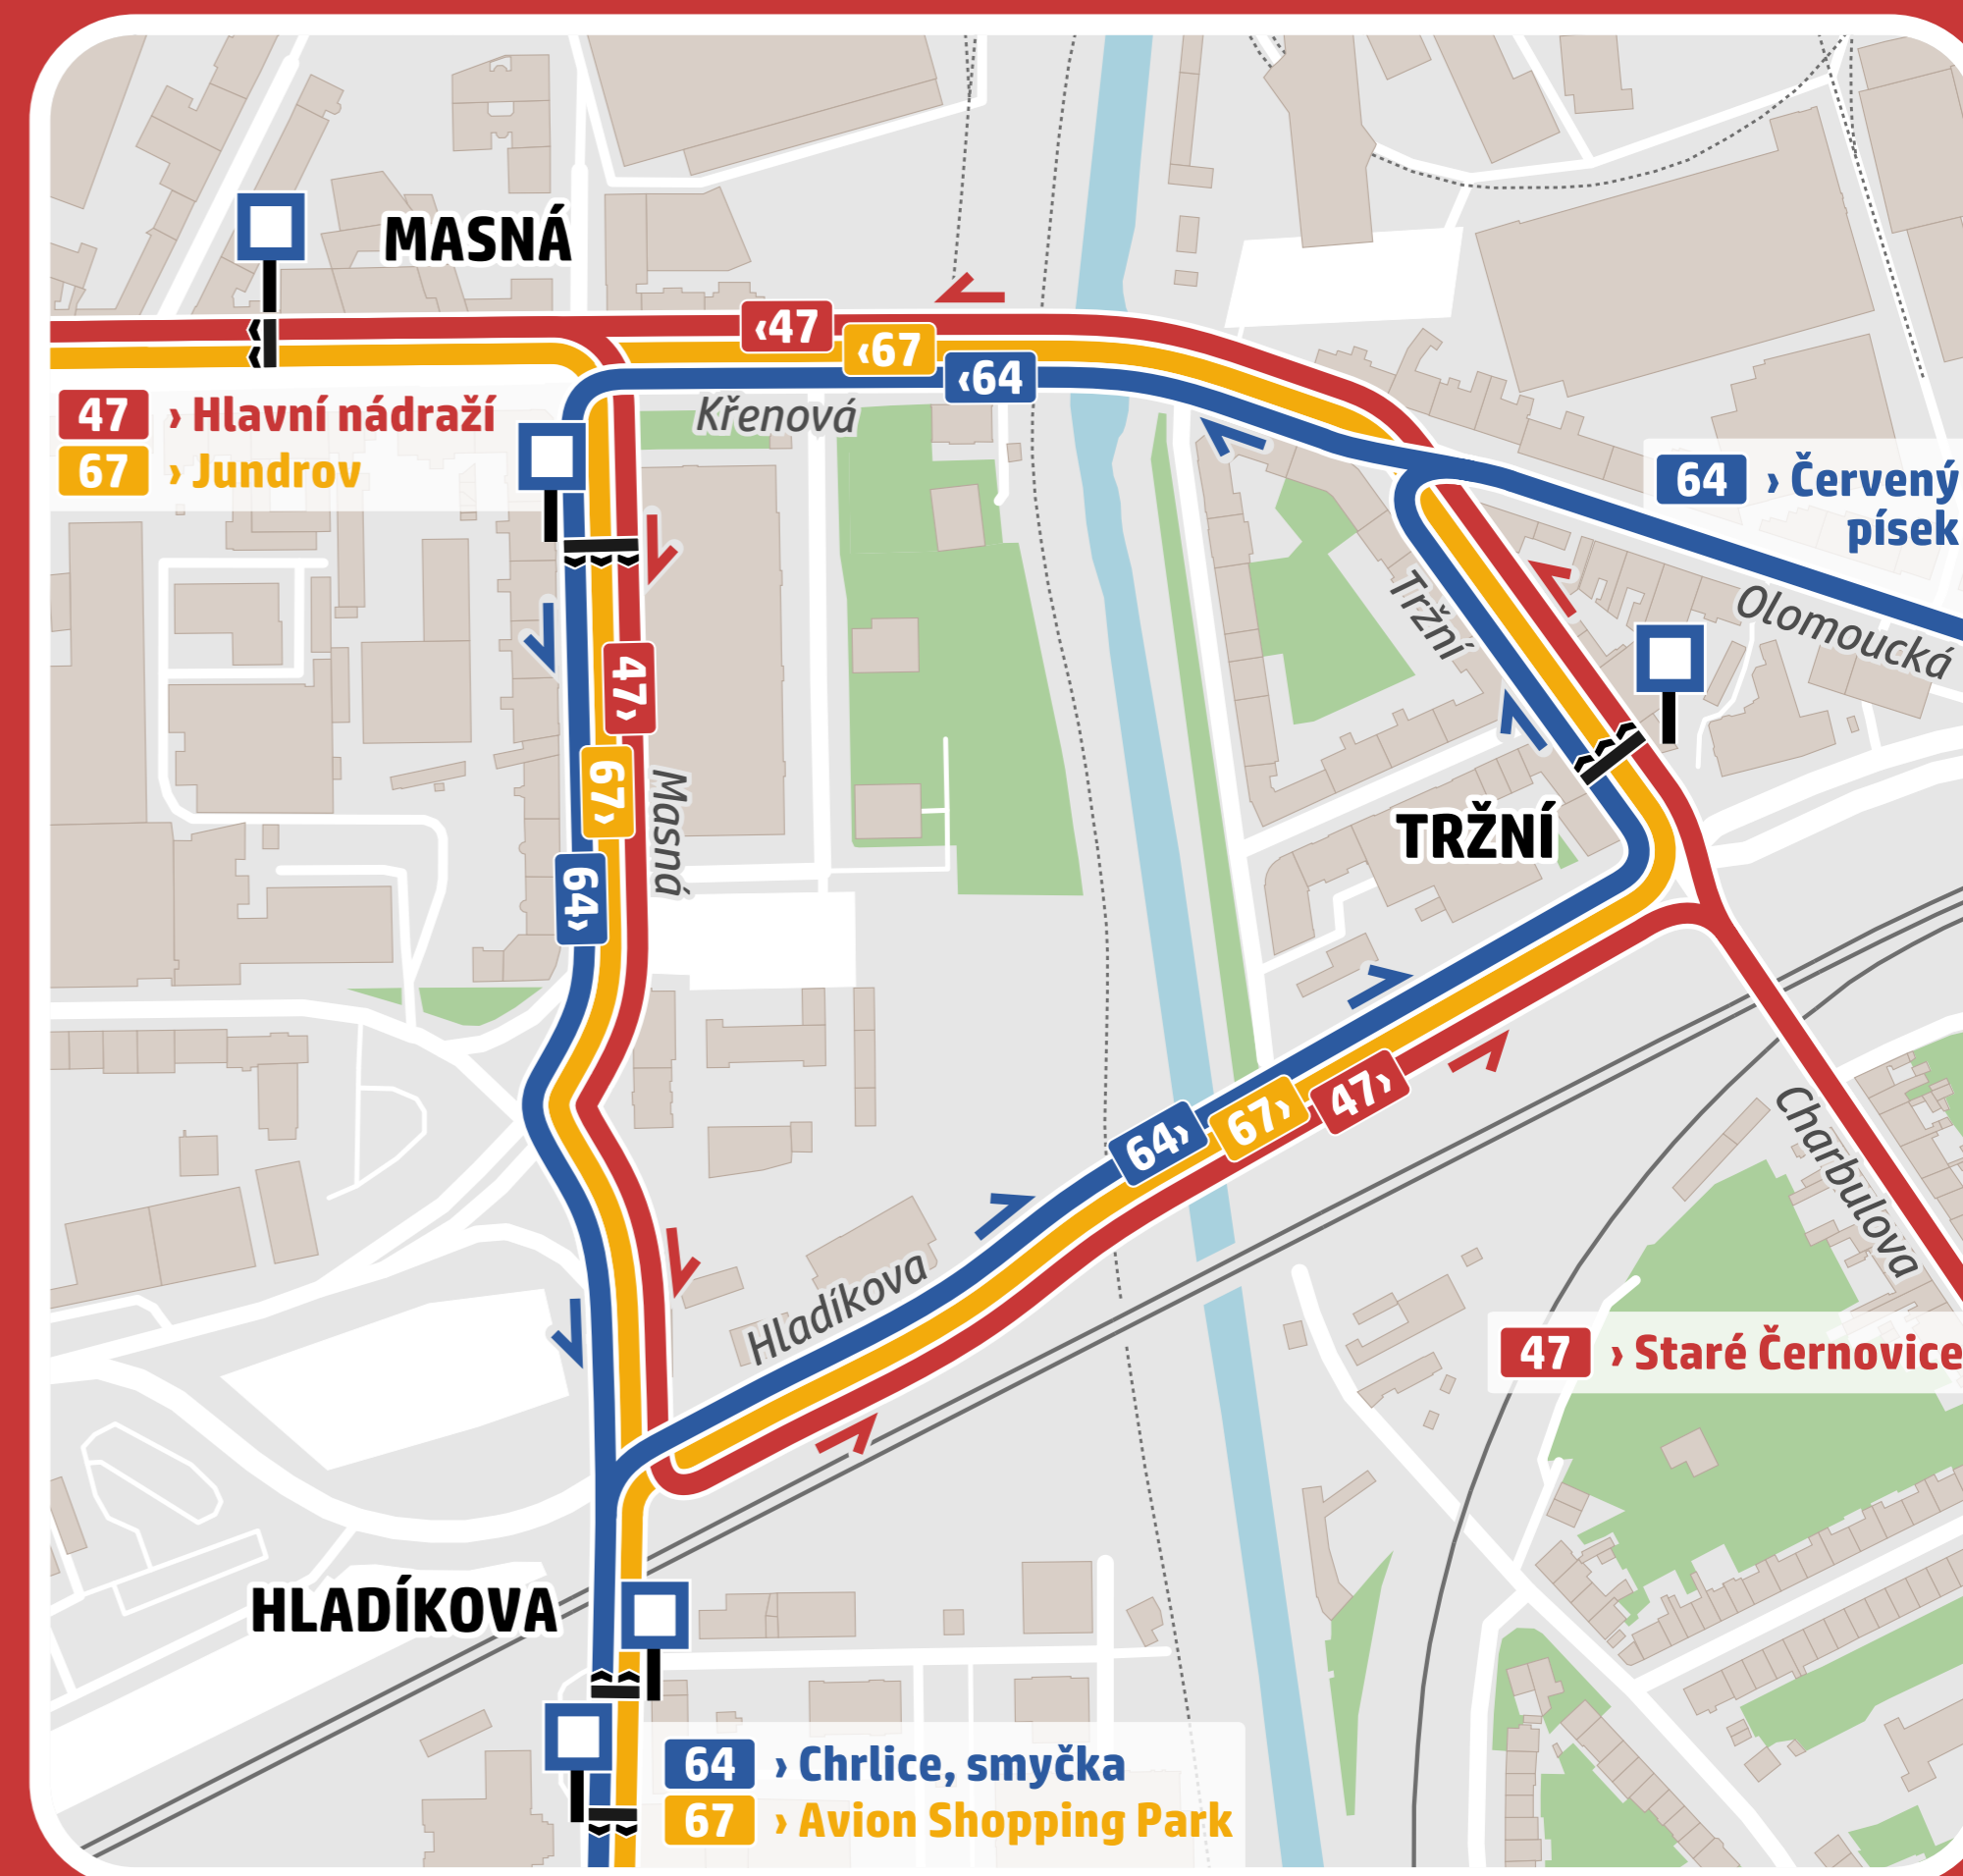 MASNÁ
‹47
‹67
‹64
Křenová
47 › Hlavní nádraží
67 › Jundrov
64 › Červený
písek
Olomoucká
Tržní
47›
67›
64›
Masná
TRŽNÍ
64›
67›
47›
Charbulova
Hladíkova
47 › Staré Černovice
HLADÍKOVA
64 › Chrlice, smyčka
67 › Avion Shopping Park